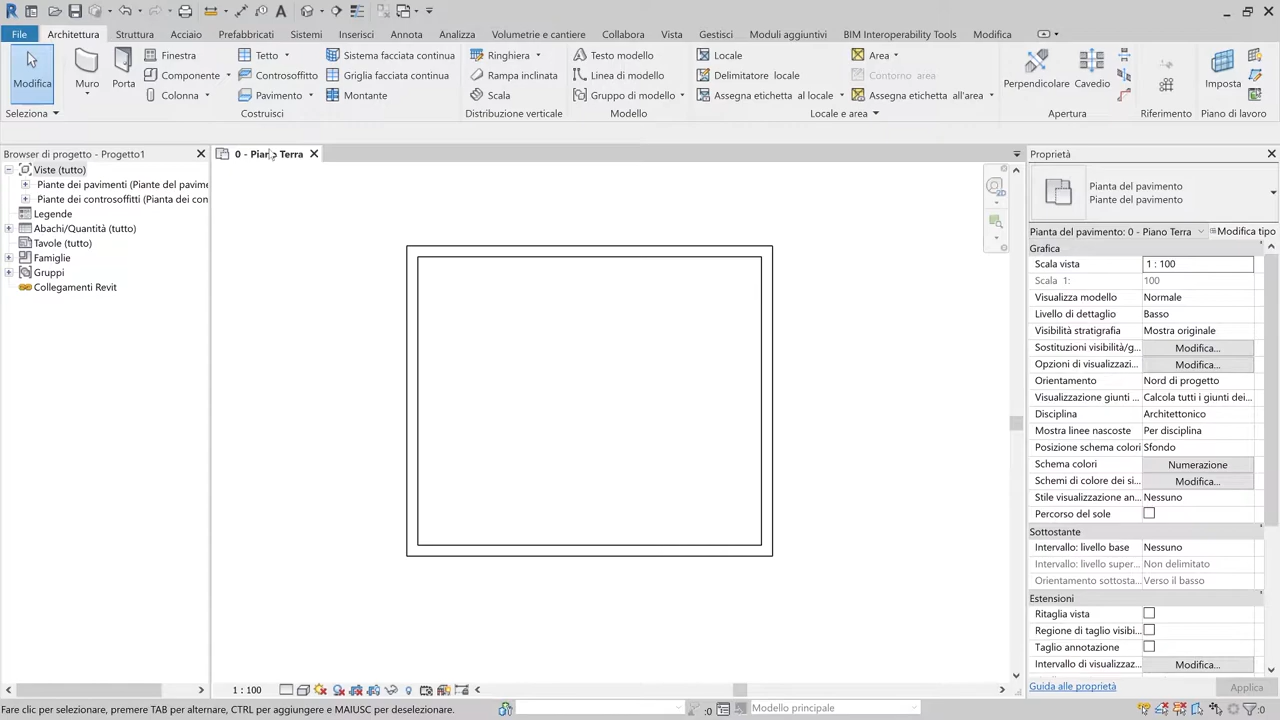 File
Architettura
Struttura
Acciaio
Prefabbricati
Sistemi
Inserisci
Annota
Analizza
Volumetrie e cantiere
Collabora
Vista
Gestisci
Moduli aggiuntivi
BIM Interoperability Tools
Modifica
Modifica
Muro
Porta
Finestra
Componente
Colonna
Tetto
Controsoffitto
Pavimento
Sistema facciata continua
Griglia facciata continua
Montante
Ringhiera
Rampa inclinata
Scala
Testo modello
Linea di modello
Gruppo di modello
Locale
Delimitatore locale
Assegna etichetta al locale
Area
Contorno area
Assegna etichetta all'area
Perpendicolare
Cavedio
Imposta
Seleziona
Costruisci
Distribuzione verticale
Modello
Locale e area
Apertura
Riferimento
Piano di lavoro
Browser di progetto - Progetto1
Viste (tutto)
Piante dei pavimenti (Piante del pavime
Piante dei controsoffitti (Pianta dei con
Legende
Abachi/Quantità (tutto)
Tavole (tutto)
Famiglie
Gruppi
Collegamenti Revit
0 - Piano Terra
2D
Proprietà
Pianta del pavimento
Piante del pavimento
Pianta del pavimento: 0 - Piano Terra
Modifica tipo
Grafica
Scala vista 1 : 100
Scala 1: 100
Visualizza modello Normale
Livello di dettaglio Basso
Visibilità stratigrafia Mostra originale
Sostituzioni visibilità/g... Modifica...
Opzioni di visualizzazi... Modifica...
Orientamento Nord di progetto
Visualizzazione giunti ... Calcola tutti i giunti dei...
Disciplina Architettonico
Mostra linee nascoste Per disciplina
Posizione schema colori Sfondo
Schema colori Numerazione
Schemi di colore dei si... Modifica...
Stile visualizzazione an... Nessuno
Percorso del sole
Sottostante
Intervallo: livello base Nessuno
Intervallo: livello super... Non delimitato
Orientamento sottosta... Verso il basso
Estensioni
Ritaglia vista
Regione di taglio visibi...
Taglio annotazione
Intervallo di visualizzaz... Modifica...
Guida alle proprietà
Applica
1 : 100
Fare clic per selezionare, premere TAB per alternare, CTRL per aggiungere e MAIUSC per deselezionare.
:0
Modello principale
:0